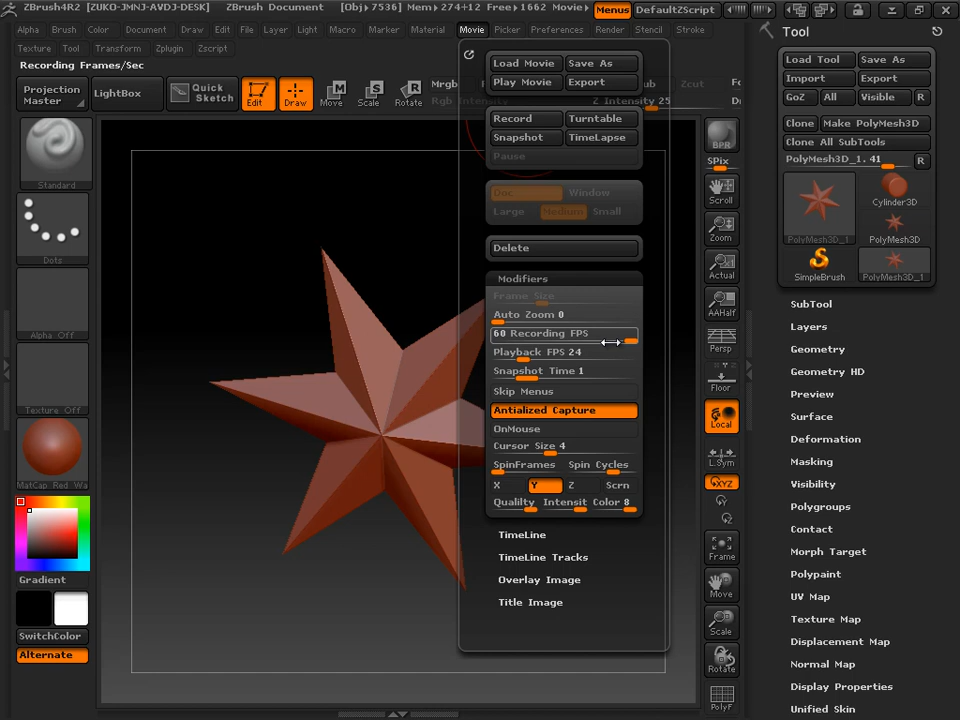 ZBrush4R2 [ZUKO-JMNJ-AVDJ-DESK] ZBrush Document [Obj▸7536] Mem▸274+12 Free▸1662 Movie▸ Menus DefaultZScript
Alpha Brush Color Document Draw Edit File Layer Light Macro Marker Material Movie Picker Preferences Render Stencil Stroke
Texture Tool Transform Zplugin Zscript
Recording Frames/Sec
Projection Master LightBox Quick Sketch Edit Draw Move Scale Rotate Mrgb
Z Intensity 25
Standard
Dots
Alpha Off
Texture Off
MatCap Red Wa
Gradient
SwitchColor
Alternate
Load Movie Save As
Play Movie Export
Record Turntable
Snapshot TimeLapse
Pause
Doc Window
Large Medium Small
Delete
Modifiers
Frame Size
Auto Zoom 0
60 Recording FPS
Playback FPS 24
Snapshot Time 1
Skip Menus
Antialized Capture
OnMouse
Cursor Size 4
SpinFrames Spin Cycles
X Y Z Scrn
Qualilty Intensit Color 8
TimeLine
TimeLine Tracks
Overlay Image
Title Image
BPR
SPix
Scroll
Zoom
Actual
AAHalf
Persp
Floor
Local
L.Sym
XYZ
Frame
Move
Scale
Rotate
PolyF
Tool
Load Tool Save As
Import Export
GoZ All Visible R
Clone Make PolyMesh3D
Clone All SubTools
PolyMesh3D_1. 41 R
PolyMesh3D_1 Cylinder3D
PolyMesh3D
SimpleBrush PolyMesh3D_1
SubTool
Layers
Geometry
Geometry HD
Preview
Surface
Deformation
Masking
Visibility
Polygroups
Contact
Morph Target
Polypaint
UV Map
Texture Map
Displacement Map
Normal Map
Display Properties
Unified Skin